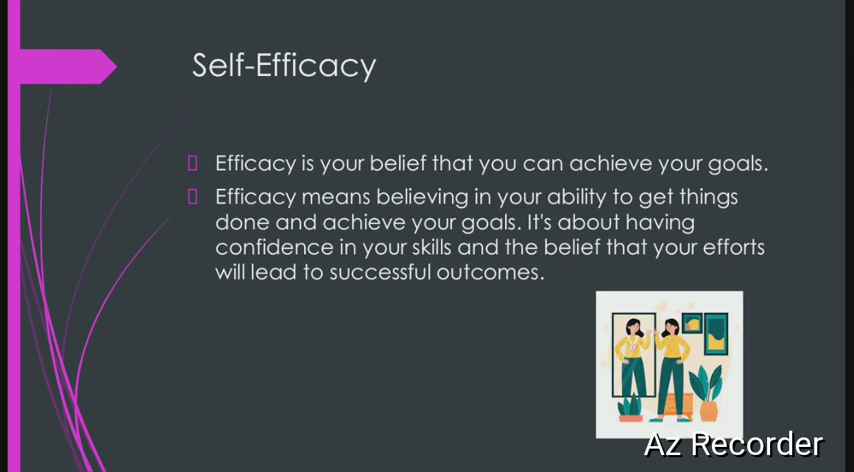 Self-Efficacy
Efficacy is your belief that you can achieve your goals.
Efficacy means believing in your ability to get things
done and achieve your goals. It's about having
confidence in your skills and the belief that your efforts
will lead to successful outcomes.
Az Recorder